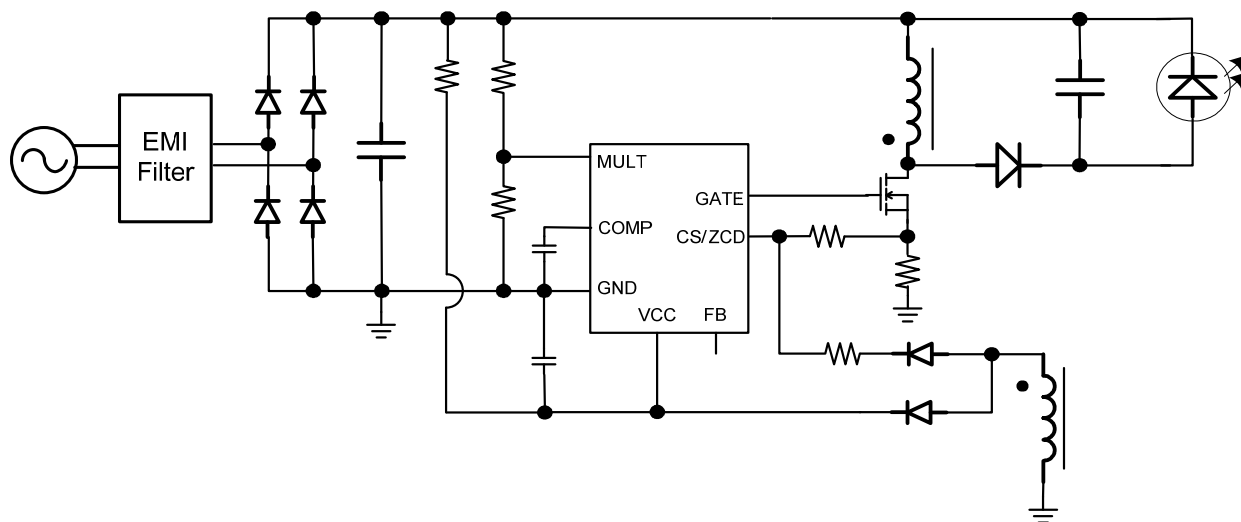 EMI
Filter
MULT
GATE
COMP
CS/ZCD
GND
VCC
FB